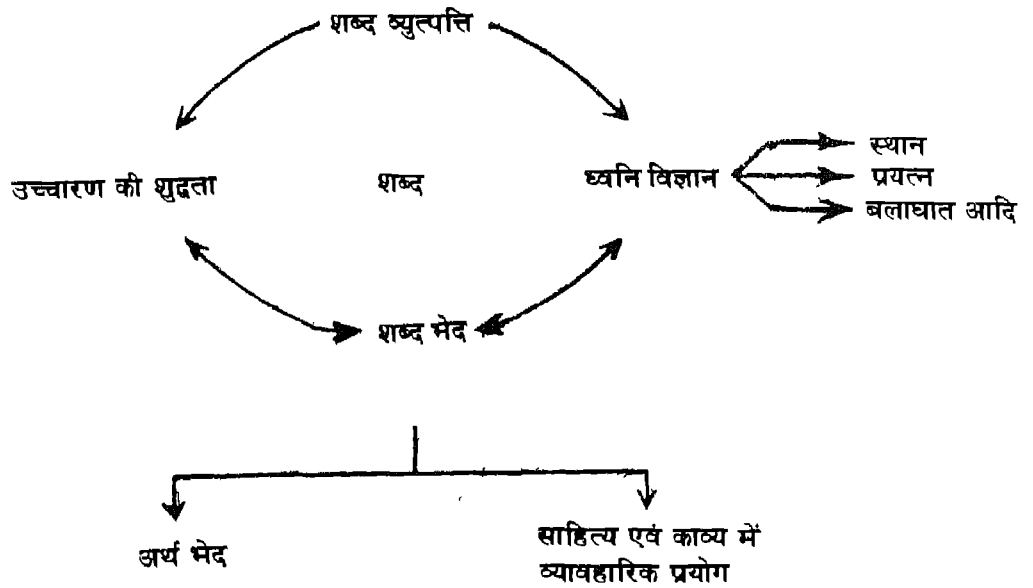 शब्द व्युत्पत्ति
उच्चारण की शुद्धता
शब्द
ध्वनि विज्ञान
स्थान
प्रयत्न
बलाघात आदि
शब्द भेद
अर्थ भेद
साहित्य एवं काव्य में
व्यावहारिक प्रयोग